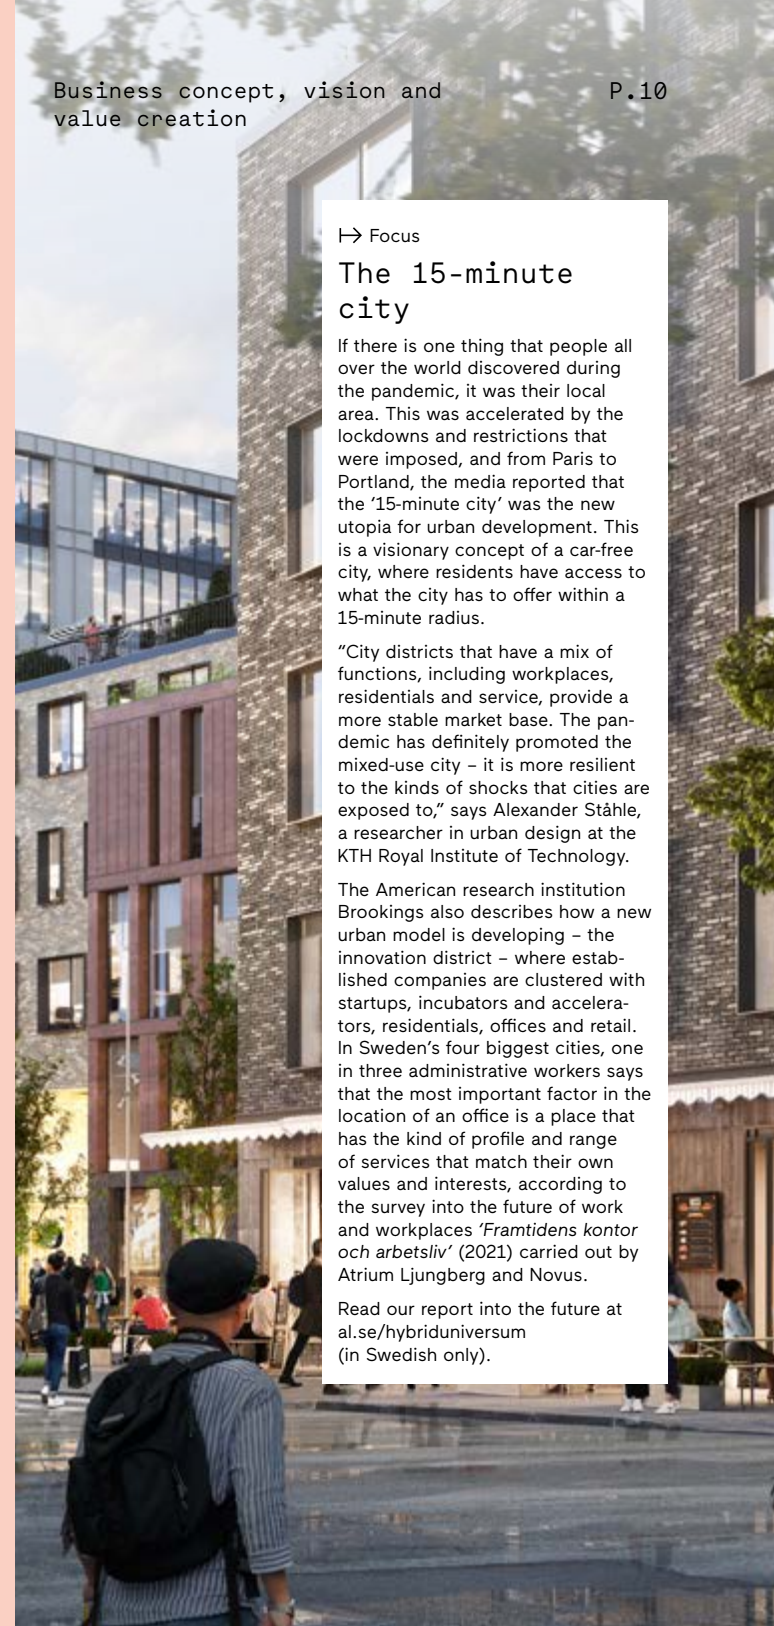 Business concept, vision and
value creation
P.10
↦ Focus
The 15-minute
city
If there is one thing that people all
over the world discovered during
the pandemic, it was their local
area. This was accelerated by the
lockdowns and restrictions that
were imposed, and from Paris to
Portland, the media reported that
the ‘15-minute city’ was the new
utopia for urban development. This
is a visionary concept of a car-free
city, where residents have access to
what the city has to offer within a
15-minute radius.
“City districts that have a mix of
functions, including workplaces,
residentials and service, provide a
more stable market base. The pan-
demic has definitely promoted the
mixed-use city – it is more resilient
to the kinds of shocks that cities are
exposed to,” says Alexander Ståhle,
a researcher in urban design at the
KTH Royal Institute of Technology.
The American research institution
Brookings also describes how a new
urban model is developing – the
innovation district – where estab-
lished companies are clustered with
startups, incubators and accelera-
tors, residentials, offices and retail.
In Sweden’s four biggest cities, one
in three administrative workers says
that the most important factor in the
location of an office is a place that
has the kind of profile and range
of services that match their own
values and interests, according to
the survey into the future of work
and workplaces ‘Framtidens kontor
och arbetsliv’ (2021) carried out by
Atrium Ljungberg and Novus.
Read our report into the future at
al.se/hybriduniversum
(in Swedish only).